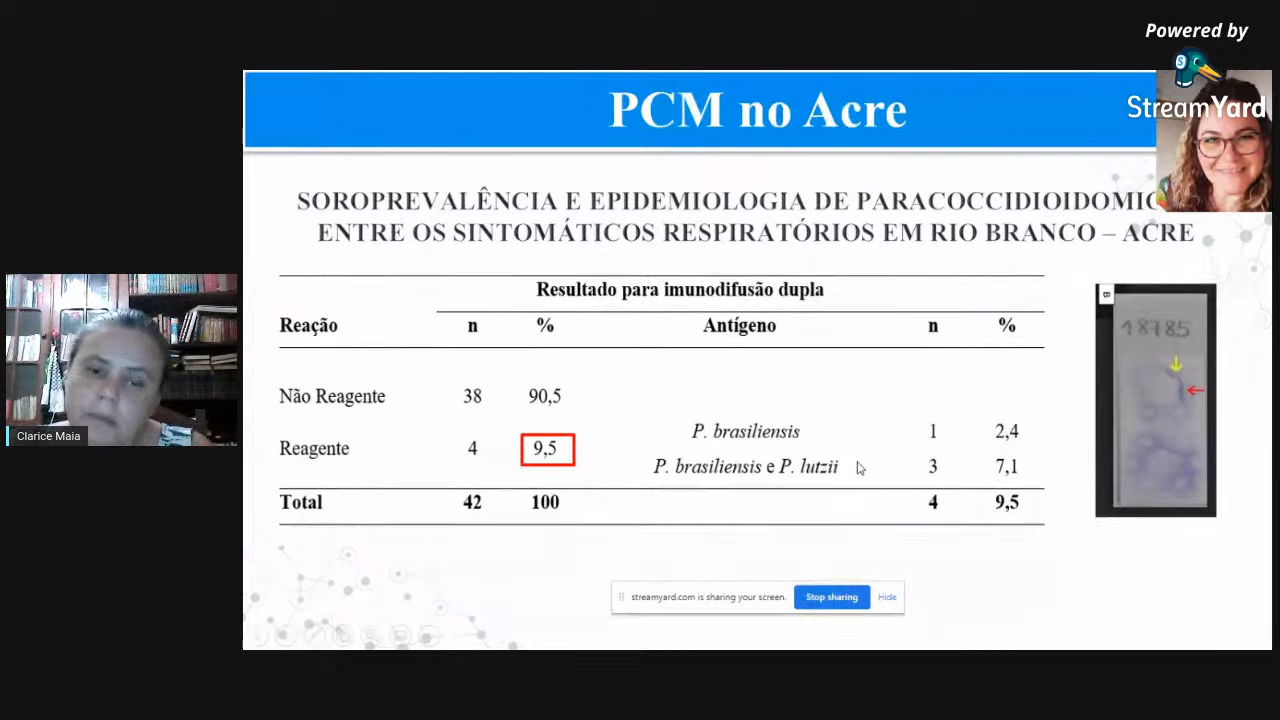 Powered by
StreamYard
PCM no Acre
SOROPREVALÊNCIA E EPIDEMIOLOGIA DE
ENTRE OS SINTOMÁTICOS RESPIRATÓRIOS EM RIO BRANCO – ACRE
Resultado para imunodifusão dupla
Reação n % Antígeno n %
Não Reagente 38 90,5
P. brasiliensis 1 2,4
Reagente 4 9,5
P. brasiliensis e P. lutzii 3 7,1
Total 42 100 4 9,5
B
18785
Clarice Maia
streamyard.com is sharing your screen. Stop sharing Hide